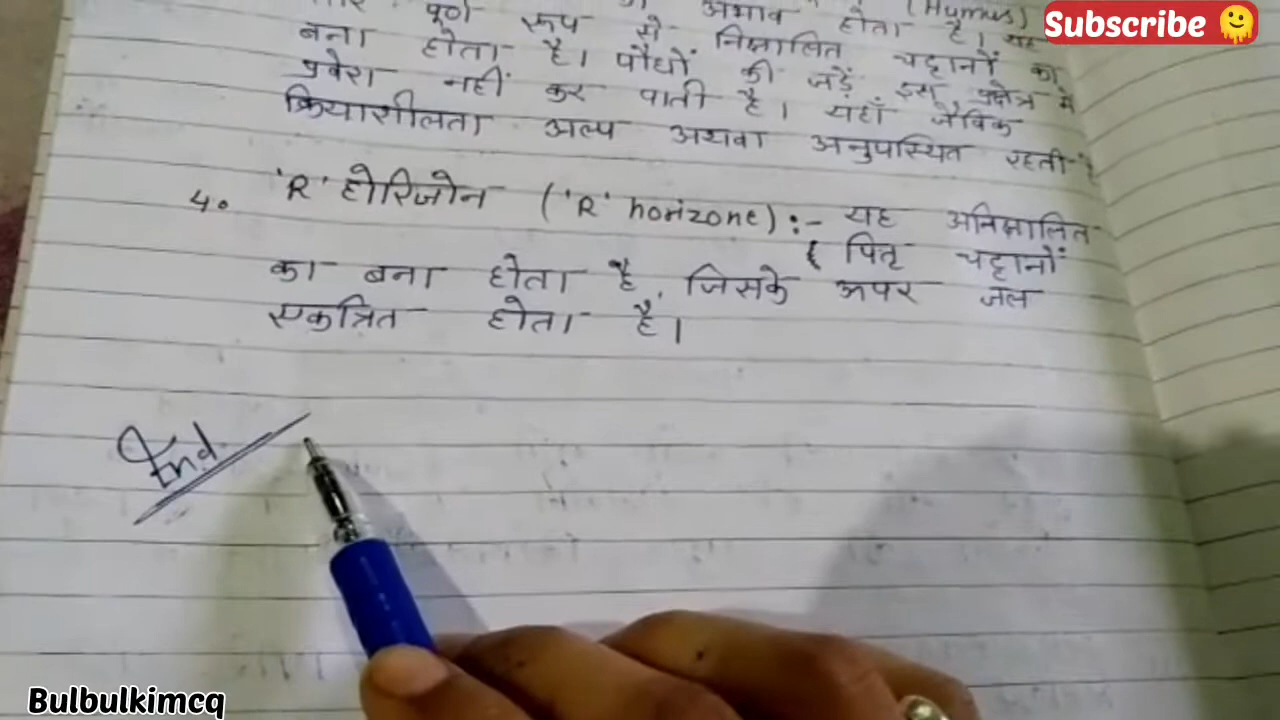 पूर्ण रूप से अभाव होता है। (Humus) यह
Subscribe
बना होता है। निक्षालित चट्टानों का
प्रवेश नहीं कर पाती है। पौधों की जड़ें इस क्षेत्र में
क्रियाशीलता अल्प अथवा अनुपस्थित रहती है यहाँ जैविक
4. 'R' होरिजोन ('R' horizone) :- यह अनिक्षालित
पितृ चट्टानों
का बना होता है, जिसके ऊपर जल
एकत्रित होता है।
End
Bulbulkimcq